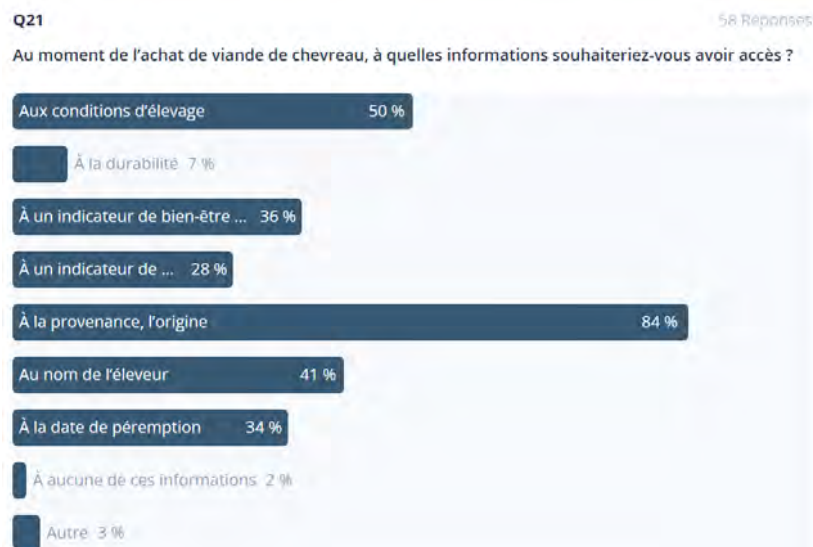 Q21
58 Réponses
Au moment de l'achat de viande de chevreau, à quelles informations souhaiteriez-vous avoir accès ?
Aux conditions d'élevage 50 %
À la durabilité 7 %
À un indicateur de bien-être ... 36 %
À un indicateur de ... 28 %
À la provenance, l'origine 84 %
Au nom de l'éleveur 41 %
À la date de péremption 34 %
À aucune de ces informations 2 %
Autre 3 %